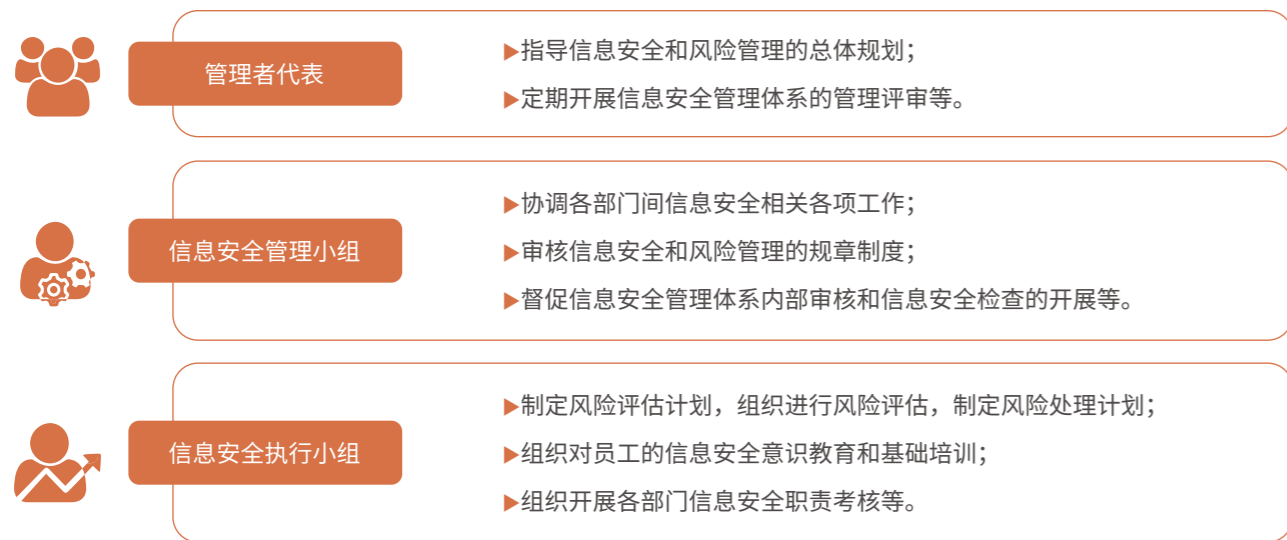 管理者代表
▶指导信息安全和风险管理的总体规划；
▶定期开展信息安全管理体系的管理评审等。
信息安全管理小组
▶协调各部门间信息安全相关各项工作；
▶审核信息安全和风险管理的规章制度；
▶督促信息安全管理体系内部审核和信息安全检查的开展等。
信息安全执行小组
▶制定风险评估计划，组织进行风险评估，制定风险处理计划；
▶组织对员工的信息安全意识教育和基础培训；
▶组织开展各部门信息安全职责考核等。